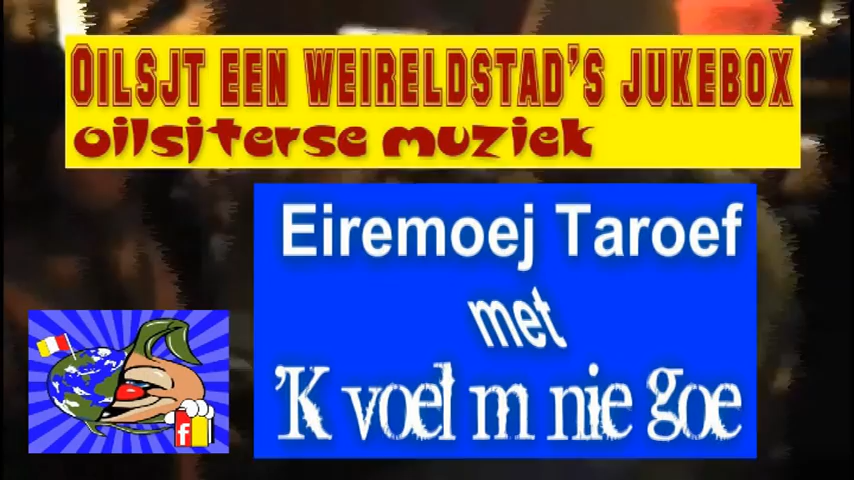 Oilsjt een weireldstad's jukebox
oilsjterse muziek
Eiremoej Taroef
met
'K voel m nie goe
f